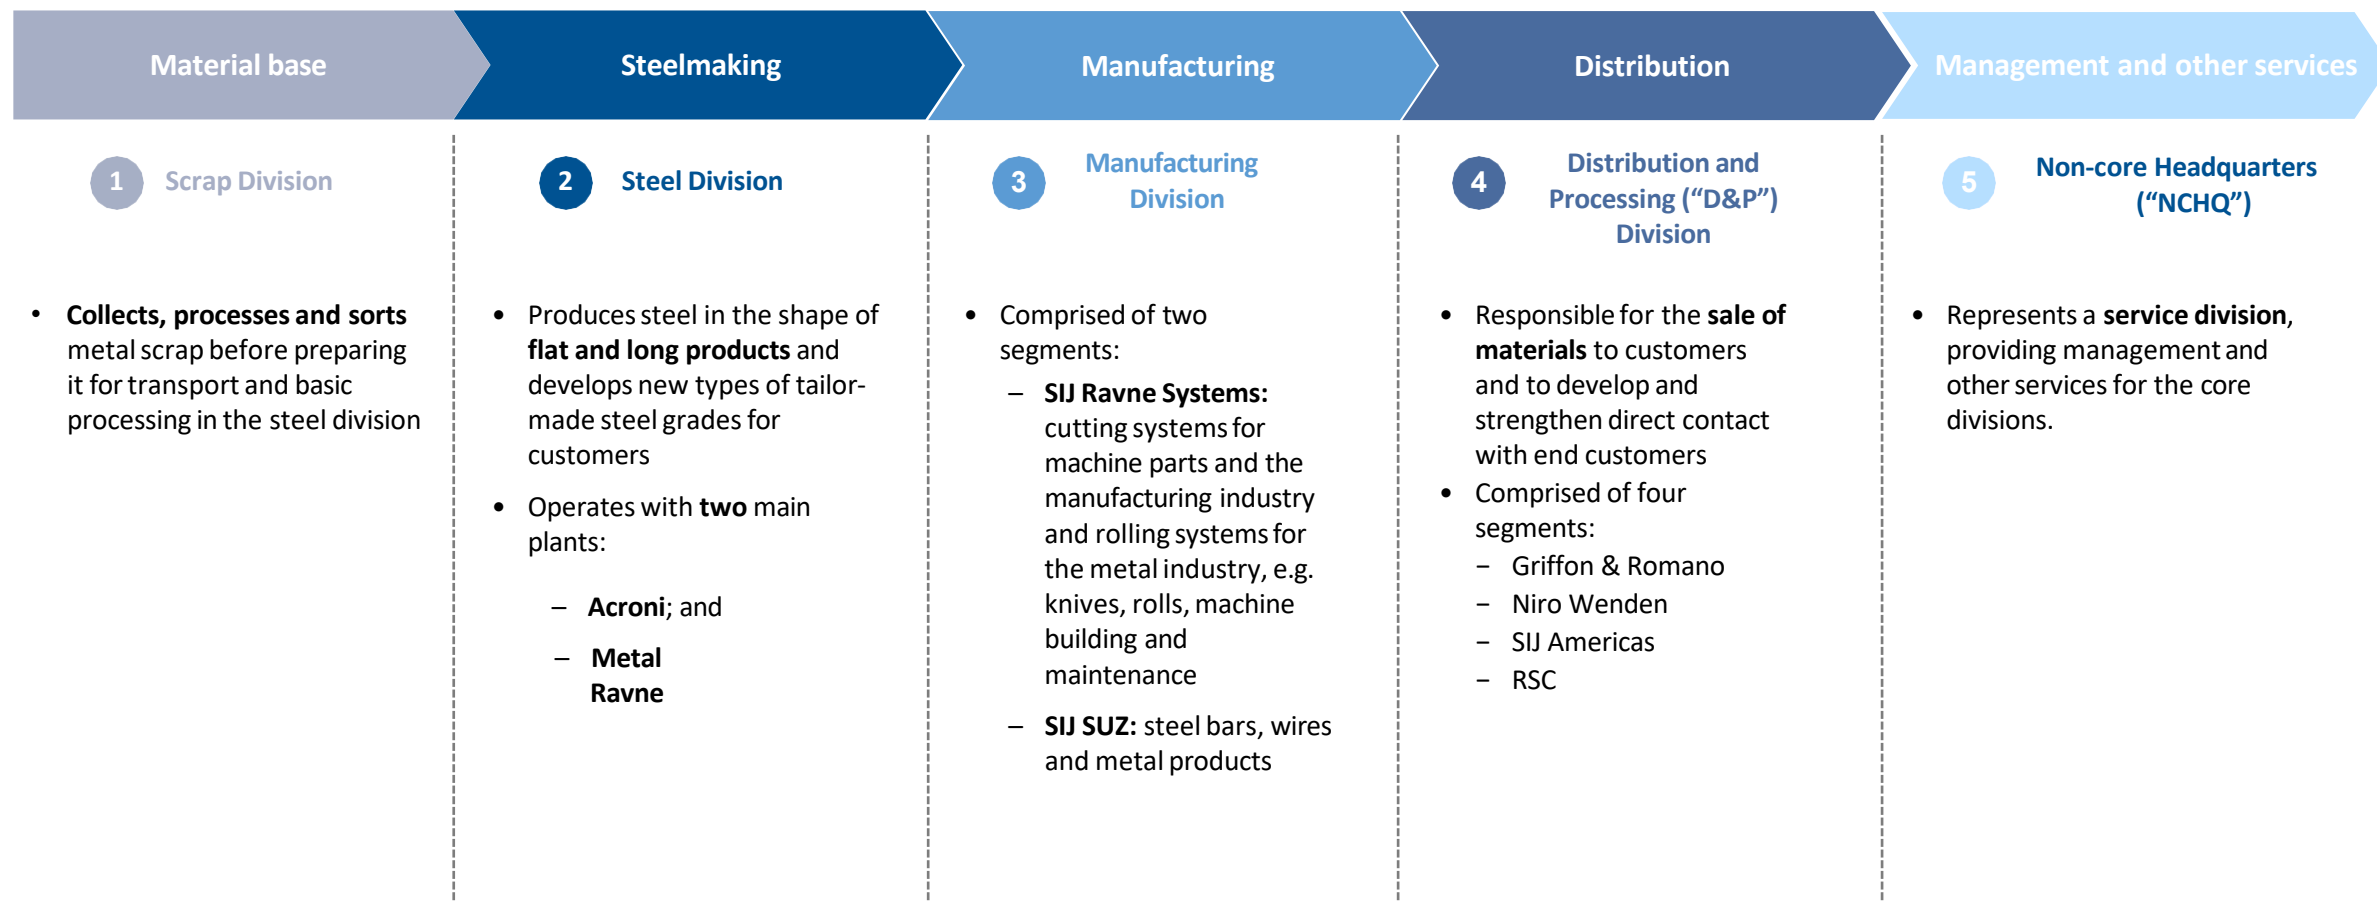 Material base
Steelmaking
Manufacturing
Distribution
Management and other services
1
Scrap Division
• Collects, processes and sorts
metal scrap before preparing
it for transport and basic
processing in the steel division
2
Steel Division
• Produces steel in the shape of
flat and long products and
develops new types of tailor-
made steel grades for
customers
• Operates with two main
plants:
– Acroni; and
– Metal
Ravne
3
Manufacturing
Division
• Comprised of two
segments:
– SIJ Ravne Systems:
cutting systems for
machine parts and the
manufacturing industry
and rolling systems for
the metal industry, e.g.
knives, rolls, machine
building and
maintenance
– SIJ SUZ: steel bars, wires
and metal products
4
Distribution and
Processing (“D&P”)
Division
• Responsible for the sale of
materials to customers
and to develop and
strengthen direct contact
with end customers
• Comprised of four
segments:
– Griffon & Romano
– Niro Wenden
– SIJ Americas
– RSC
5
Non-core Headquarters
(“NCHQ”)
• Represents a service division,
providing management and
other services for the core
divisions.